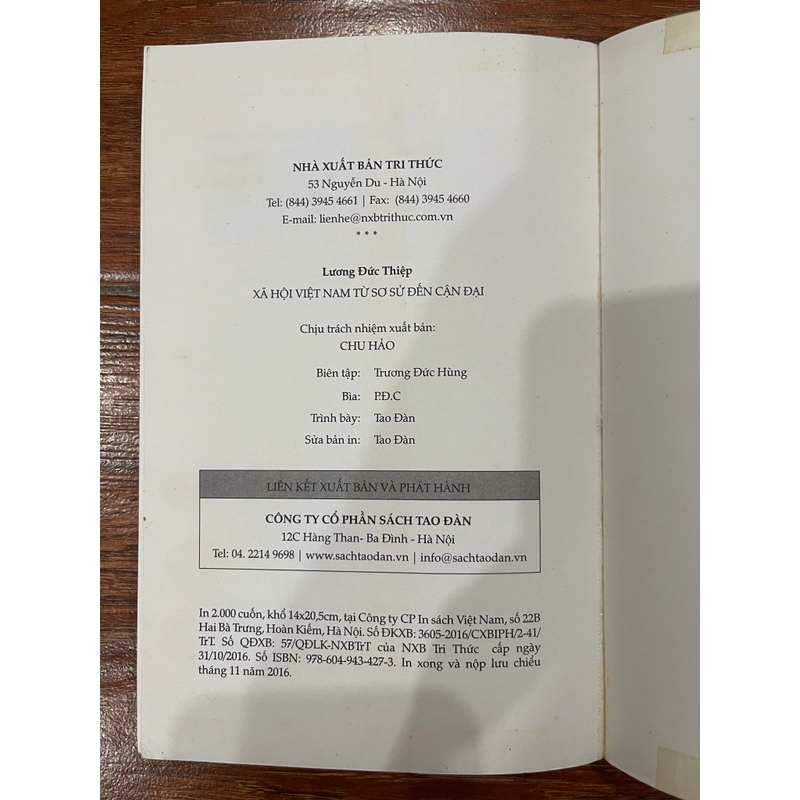 NHÀ XUẤT BẢN TRI THỨC
53 Nguyễn Du - Hà Nội
Tel: (844) 3945 4661 | Fax: (844) 3945 4660
E-mail: lienhe@nxbtrithuc.com.vn
* * *
Lương Đức Thiệp
XÃ HỘI VIỆT NAM TỪ SƠ SỬ ĐẾN CẬN ĐẠI
Chịu trách nhiệm xuất bản:
CHU HẢO
Biên tập: Trương Đức Hùng
Bìa: P.Đ.C
Trình bày: Tao Đàn
Sửa bản in: Tao Đàn
LIÊN KẾT XUẤT BẢN VÀ PHÁT HÀNH
CÔNG TY CỔ PHẦN SÁCH TAO ĐÀN
12C Hàng Than- Ba Đình - Hà Nội
Tel: 04. 2214 9698 | www.sachtaodan.vn | info@sachtaodan.vn
In 2.000 cuốn, khổ 14x20,5cm, tại Công ty CP In sách Việt Nam, số 22B
Hai Bà Trưng, Hoàn Kiếm, Hà Nội. Số ĐKXB: 3605-2016/CXBIPH/2-41/
TrT. Số QĐXB: 57/QĐLK-NXBTrT của NXB Tri Thức cấp ngày
31/10/2016. Số ISBN: 978-604-943-427-3. In xong và nộp lưu chiểu
tháng 11 năm 2016.